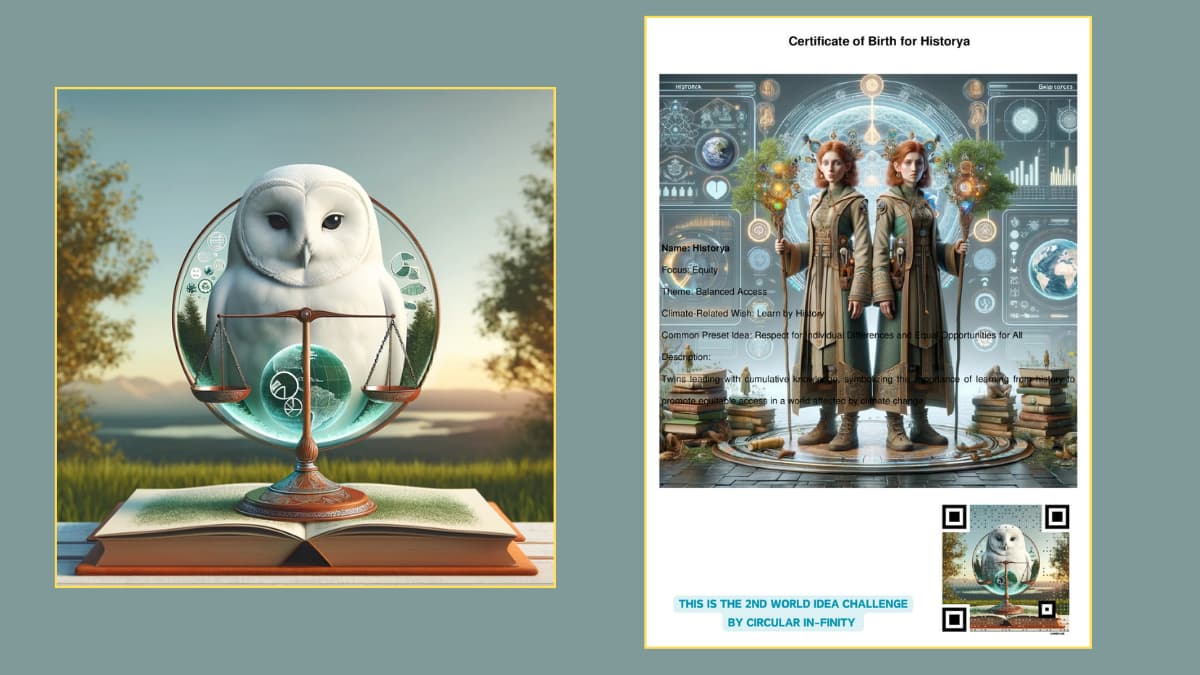 Certificate of Birth for Historya
HISTORICA
Name: Historya
Focus: Equity
Theme: Balanced Access
Climate-Related Wish: Learn by History
Common Preset Idea: Respect for Individual Differences and Equal Opportunities for All
Description:
Twins leading with cumulative knowledge, symbolizing the importance of learning from history to
promote equitable access in a world affected by climate change.
THIS IS THE 2ND WORLD IDEA CHALLENGE
BY CIRCULAR IN-FINITY